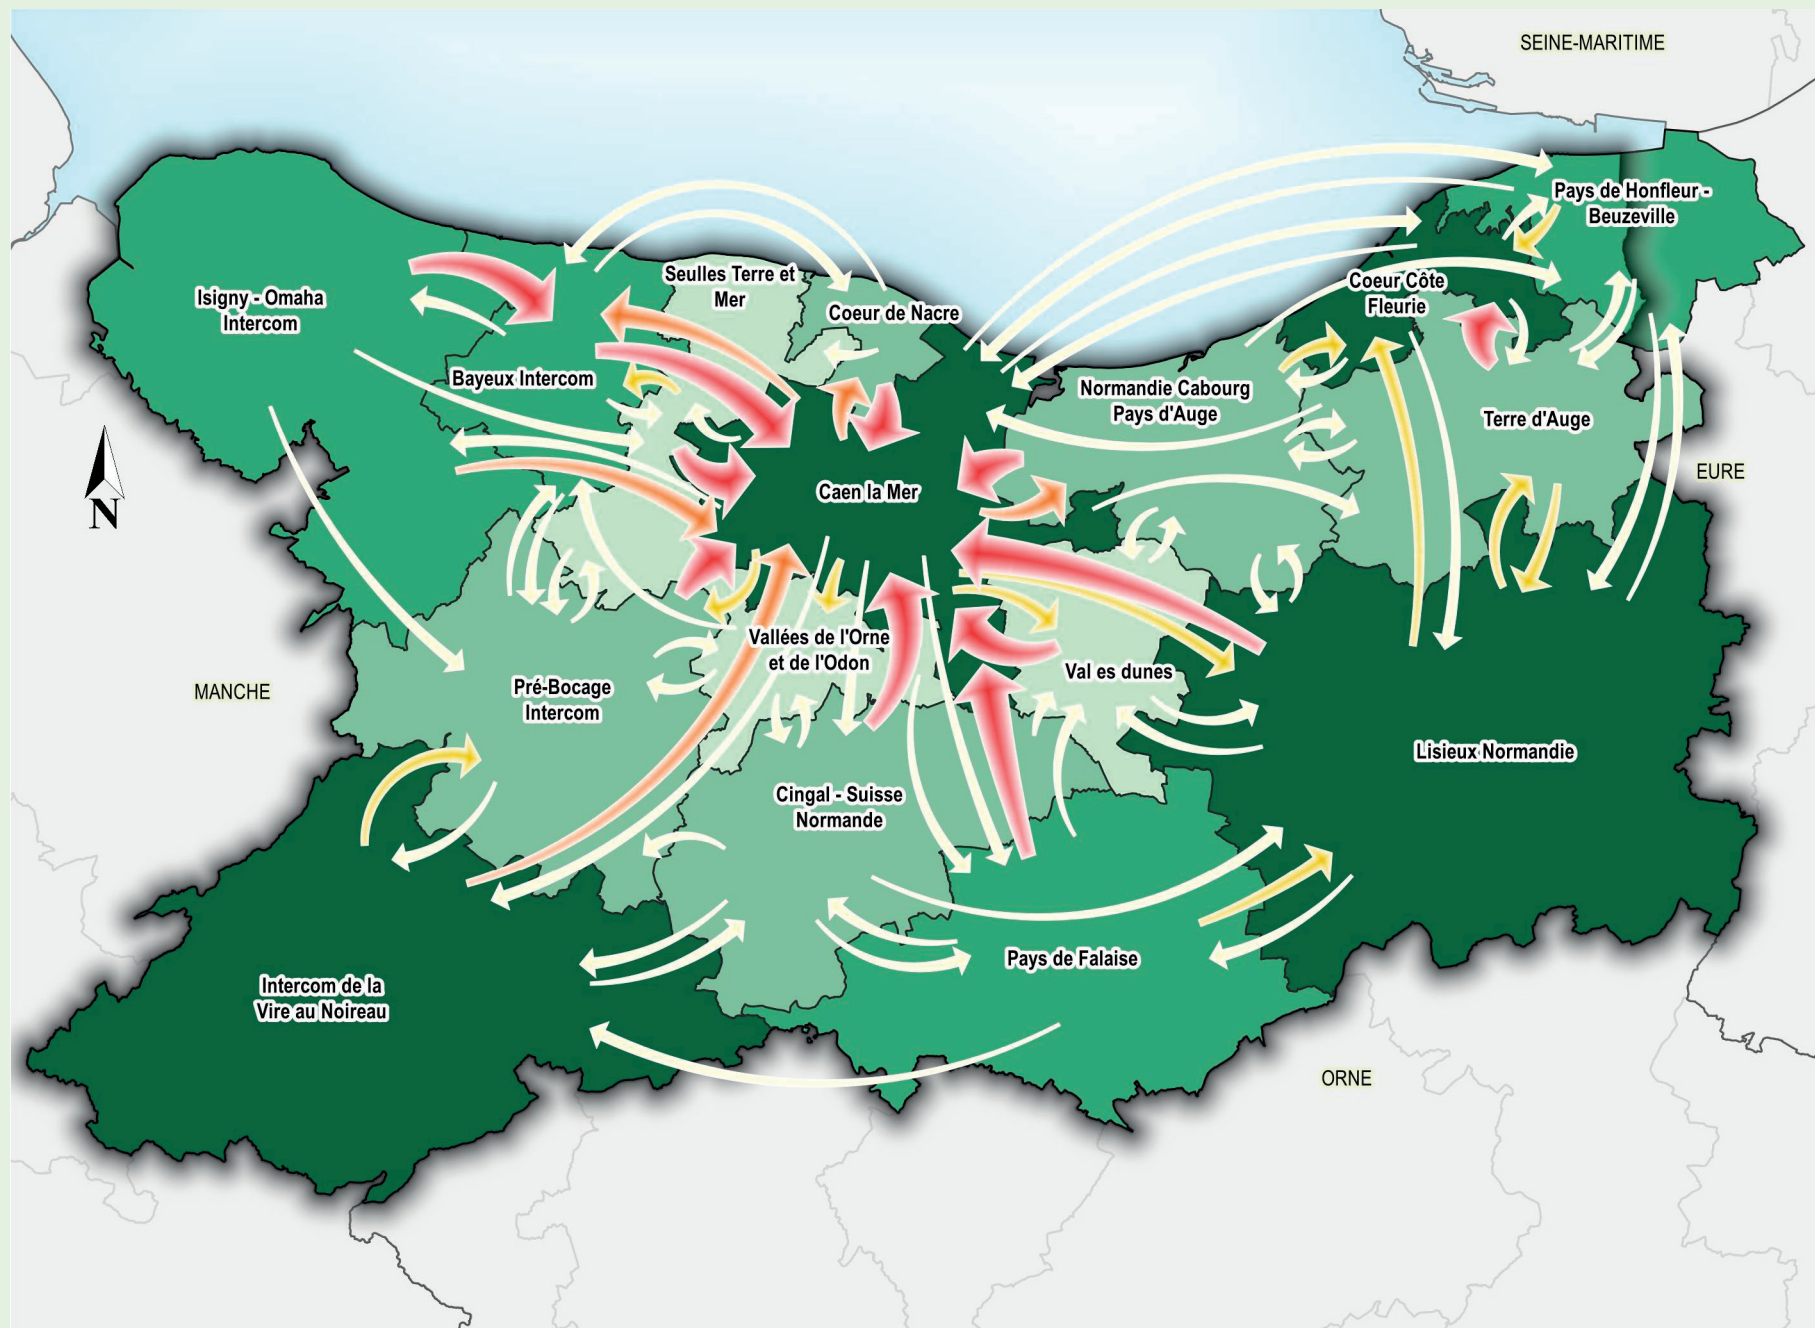 SEINE-MARITIME
Pays de Honfleur -
Beuzeville
Seulles Terre et
Mer
Isigny - Omaha
Intercom
Coeur de Nacre
Coeur Côte
Fleurie
Bayeux Intercom
Normandie Cabourg
Pays d'Auge
Terre d'Auge
EURE
Caen la Mer
N
Vallées de l'Orne
et de l'Odon
Val es dunes
MANCHE
Pré-Bocage
Intercom
Lisieux Normandie
Cingal - Suisse
Normande
Pays de Falaise
Intercom de la
Vire au Noireau
ORNE